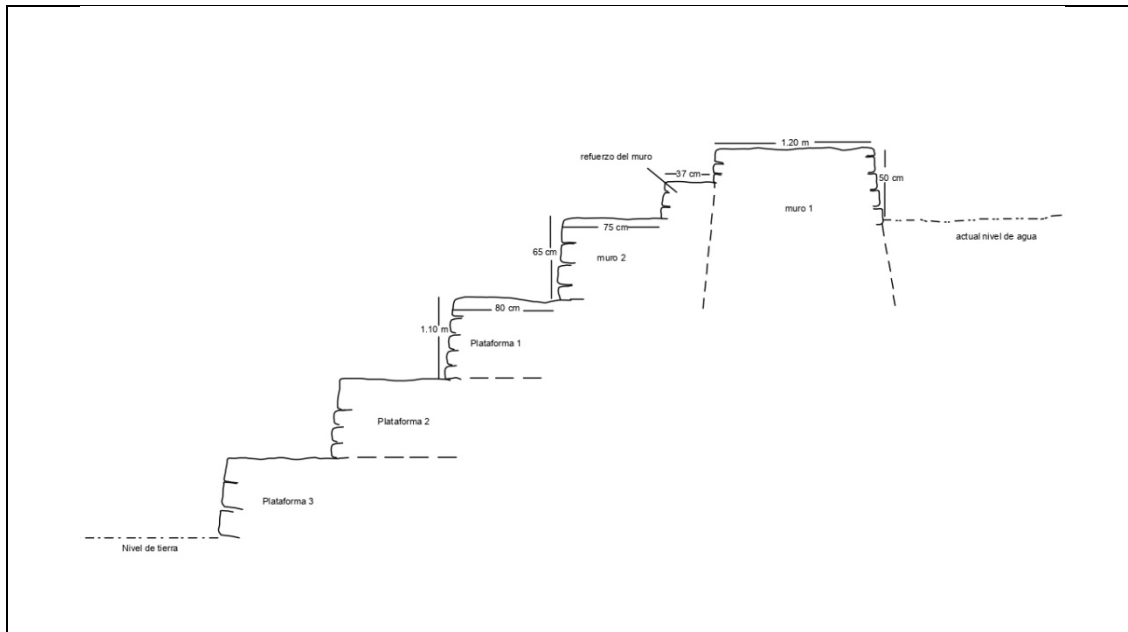 1.20 m
refuerzo del muro
37 cm
50 cm
muro 1
75 cm
actual nivel de agua
65 cm
muro 2
80 cm
1.10 m
Plataforma 1
Plataforma 2
Plataforma 3
Nivel de tierra